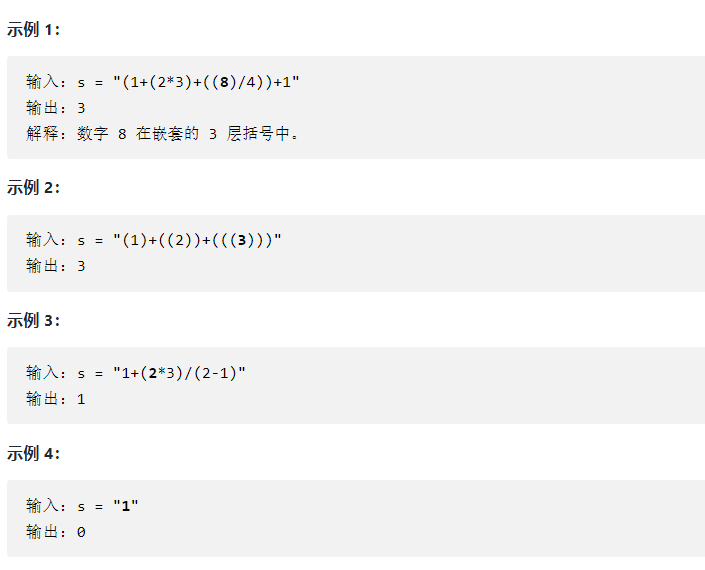 示例 1：
输入：s = "(1+(2*3)+((8)/4))+1"
输出：3
解释：数字 8 在嵌套的 3 层括号中。
示例 2：
输入：s = "(1)+((2))+(((3)))"
输出：3
示例 3：
输入：s = "1+(2*3)/(2-1)"
输出：1
示例 4：
输入：s = "1"
输出：0